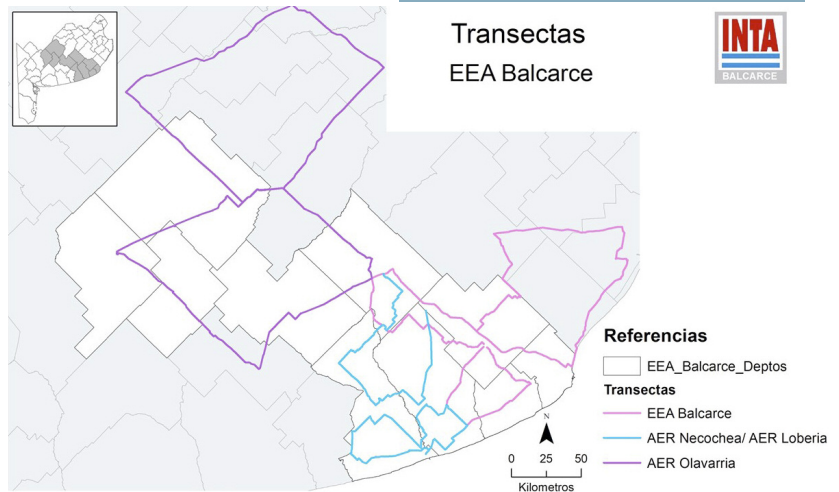 Transectas
EEA Balcarce
INTA
BALCARCE
Referencias
EEA_Balcarce_Deptos
Transectas
EEA Balcarce
AER Necochea/ AER Loberia
AER Olavarria
N
0 25 50
Kilometros